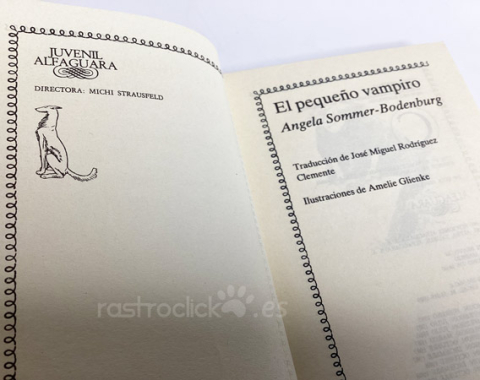 JUVENIL
ALFAGUARA
DIRECTORA: MICHI STRAUSFELD
El pequeño vampiro
Angela Sommer-Bodenburg
Traducción de José Miguel Rodríguez
Clemente
Ilustraciones de Amelie Glienke
rastroclick.es